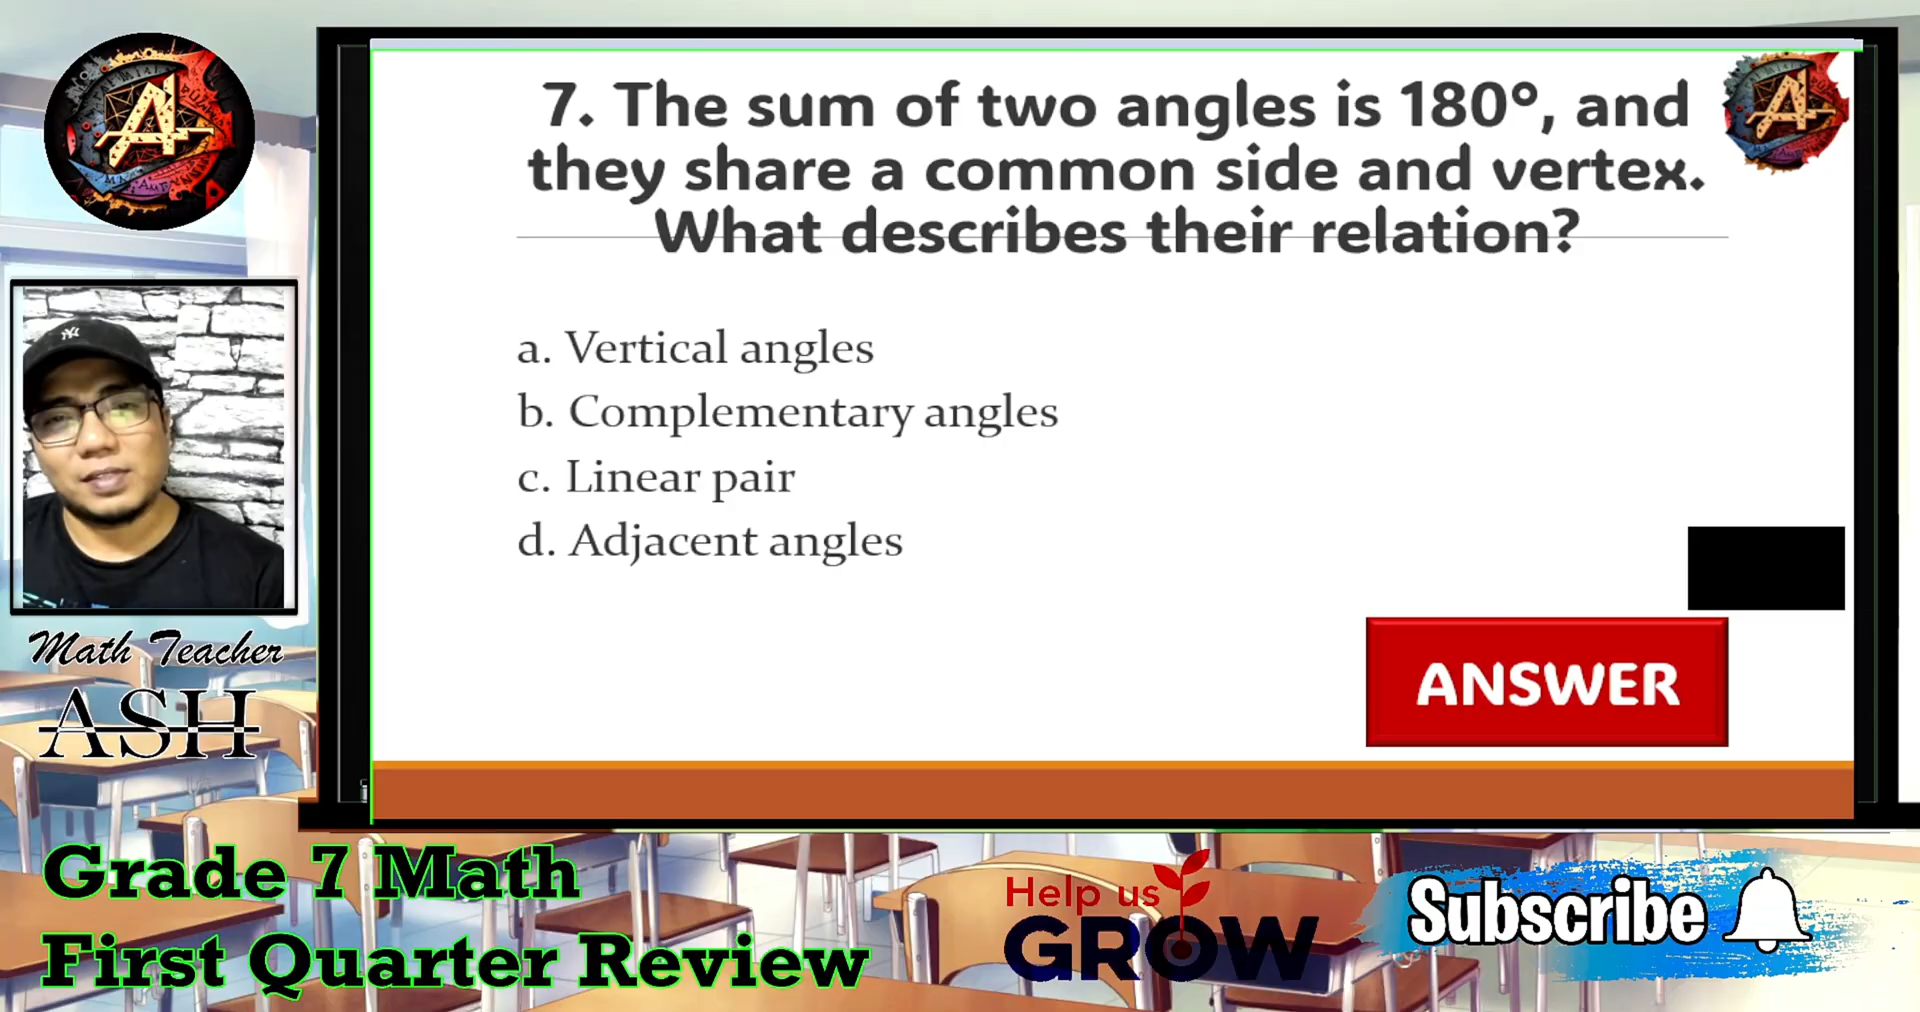 7. The sum of two angles is 180°, and
they share a common side and vertex.
What describes their relation?
a. Vertical angles
b. Complementary angles
c. Linear pair
d. Adjacent angles
ANSWER
Math Teacher
ASH
Grade 7 Math
First Quarter Review
Help us
GROW
Subscribe